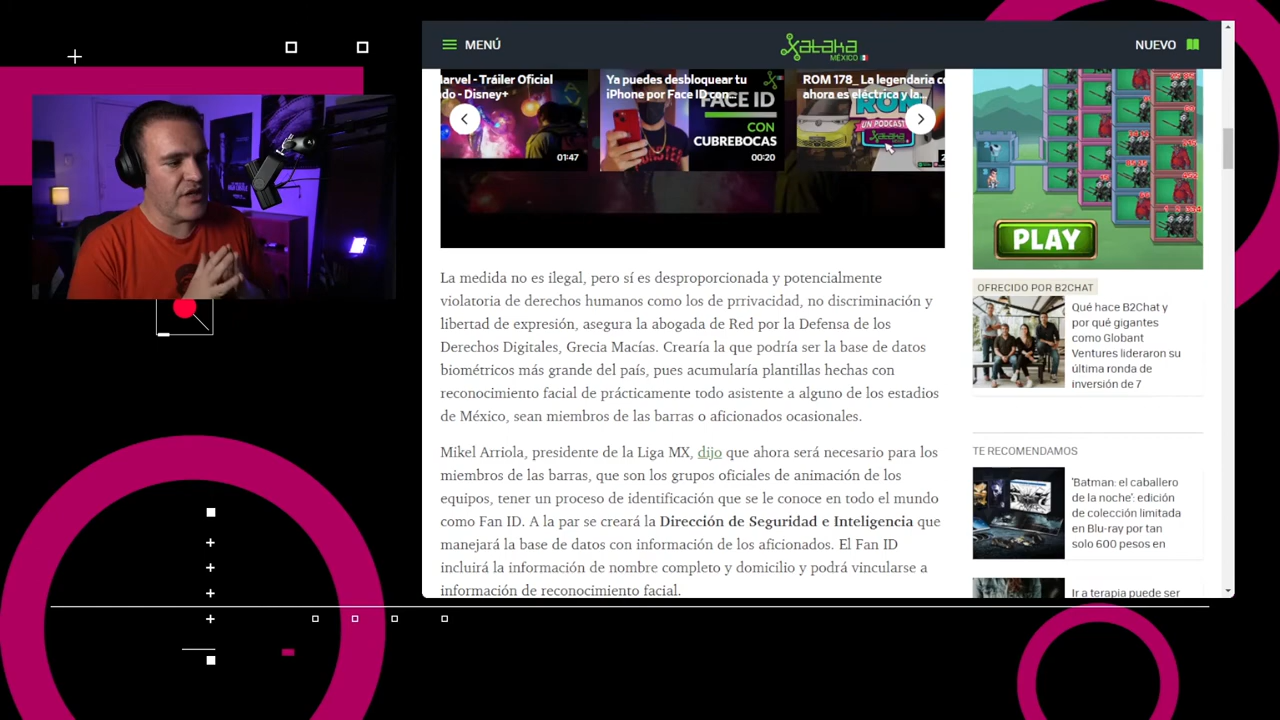 MENÚ
Xataka
MÉXICO
NUEVO
Marvel - Tráiler Oficial
do - Disney+
01:47
Ya puedes desbloquear tu
iPhone por Face ID con...
FACE ID
CON
CUBREBOCAS
00:20
ROM 178_La legendaria co
ahora es eléctrica y la...
ROM
UN PODCAST
xataka
PLAY
La medida no es ilegal, pero sí es desproporcionada y potencialmente
violatoria de derechos humanos como los de prrivacidad, no discriminación y
libertad de expresión, asegura la abogada de Red por la Defensa de los
Derechos Digitales, Grecia Macías. Crearía la que podría ser la base de datos
biométricos más grande del país, pues acumularía plantillas hechas con
reconocimiento facial de prácticamente todo asistente a alguno de los estadios
de México, sean miembros de las barras o aficionados ocasionales.
Mikel Arriola, presidente de la Liga MX, dijo que ahora será necesario para los
miembros de las barras, que son los grupos oficiales de animación de los
equipos, tener un proceso de identificación que se le conoce en todo el mundo
como Fan ID. A la par se creará la Dirección de Seguridad e Inteligencia que
manejará la base de datos con información de los aficionados. El Fan ID
incluirá la información de nombre completo y domicilio y podrá vincularse a
información de reconocimiento facial.
OFRECIDO POR B2CHAT
Qué hace B2Chat y
por qué gigantes
como Globant
Ventures lideraron su
última ronda de
inversión de 7
TE RECOMENDAMOS
'Batman: el caballero
de la noche': edición
de colección limitada
en Blu-ray por tan
solo 600 pesos en
Ir a terapia puede ser